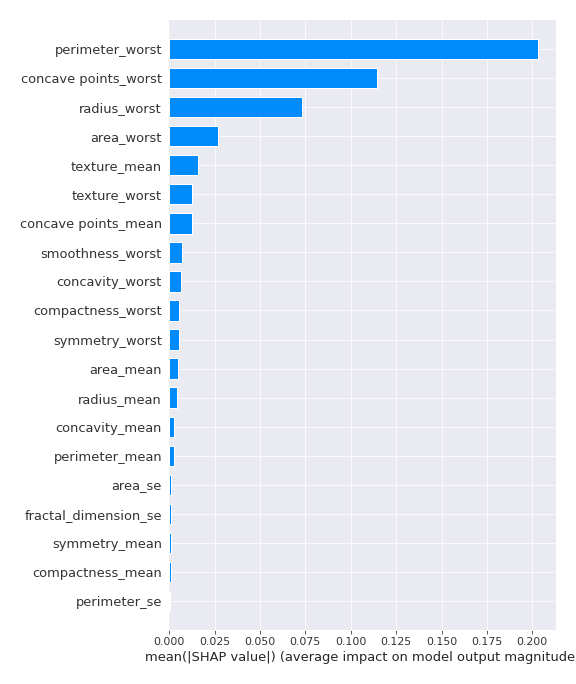 perimeter_worst
concave points_worst
radius_worst
area_worst
texture_mean
texture_worst
concave points_mean
smoothness_worst
concavity_worst
compactness_worst
symmetry_worst
area_mean
radius_mean
concavity_mean
perimeter_mean
area_se
fractal_dimension_se
symmetry_mean
compactness_mean
perimeter_se
0.000 0.025 0.050 0.075 0.100 0.125 0.150 0.175 0.200
mean(|SHAP value|) (average impact on model output magnitude